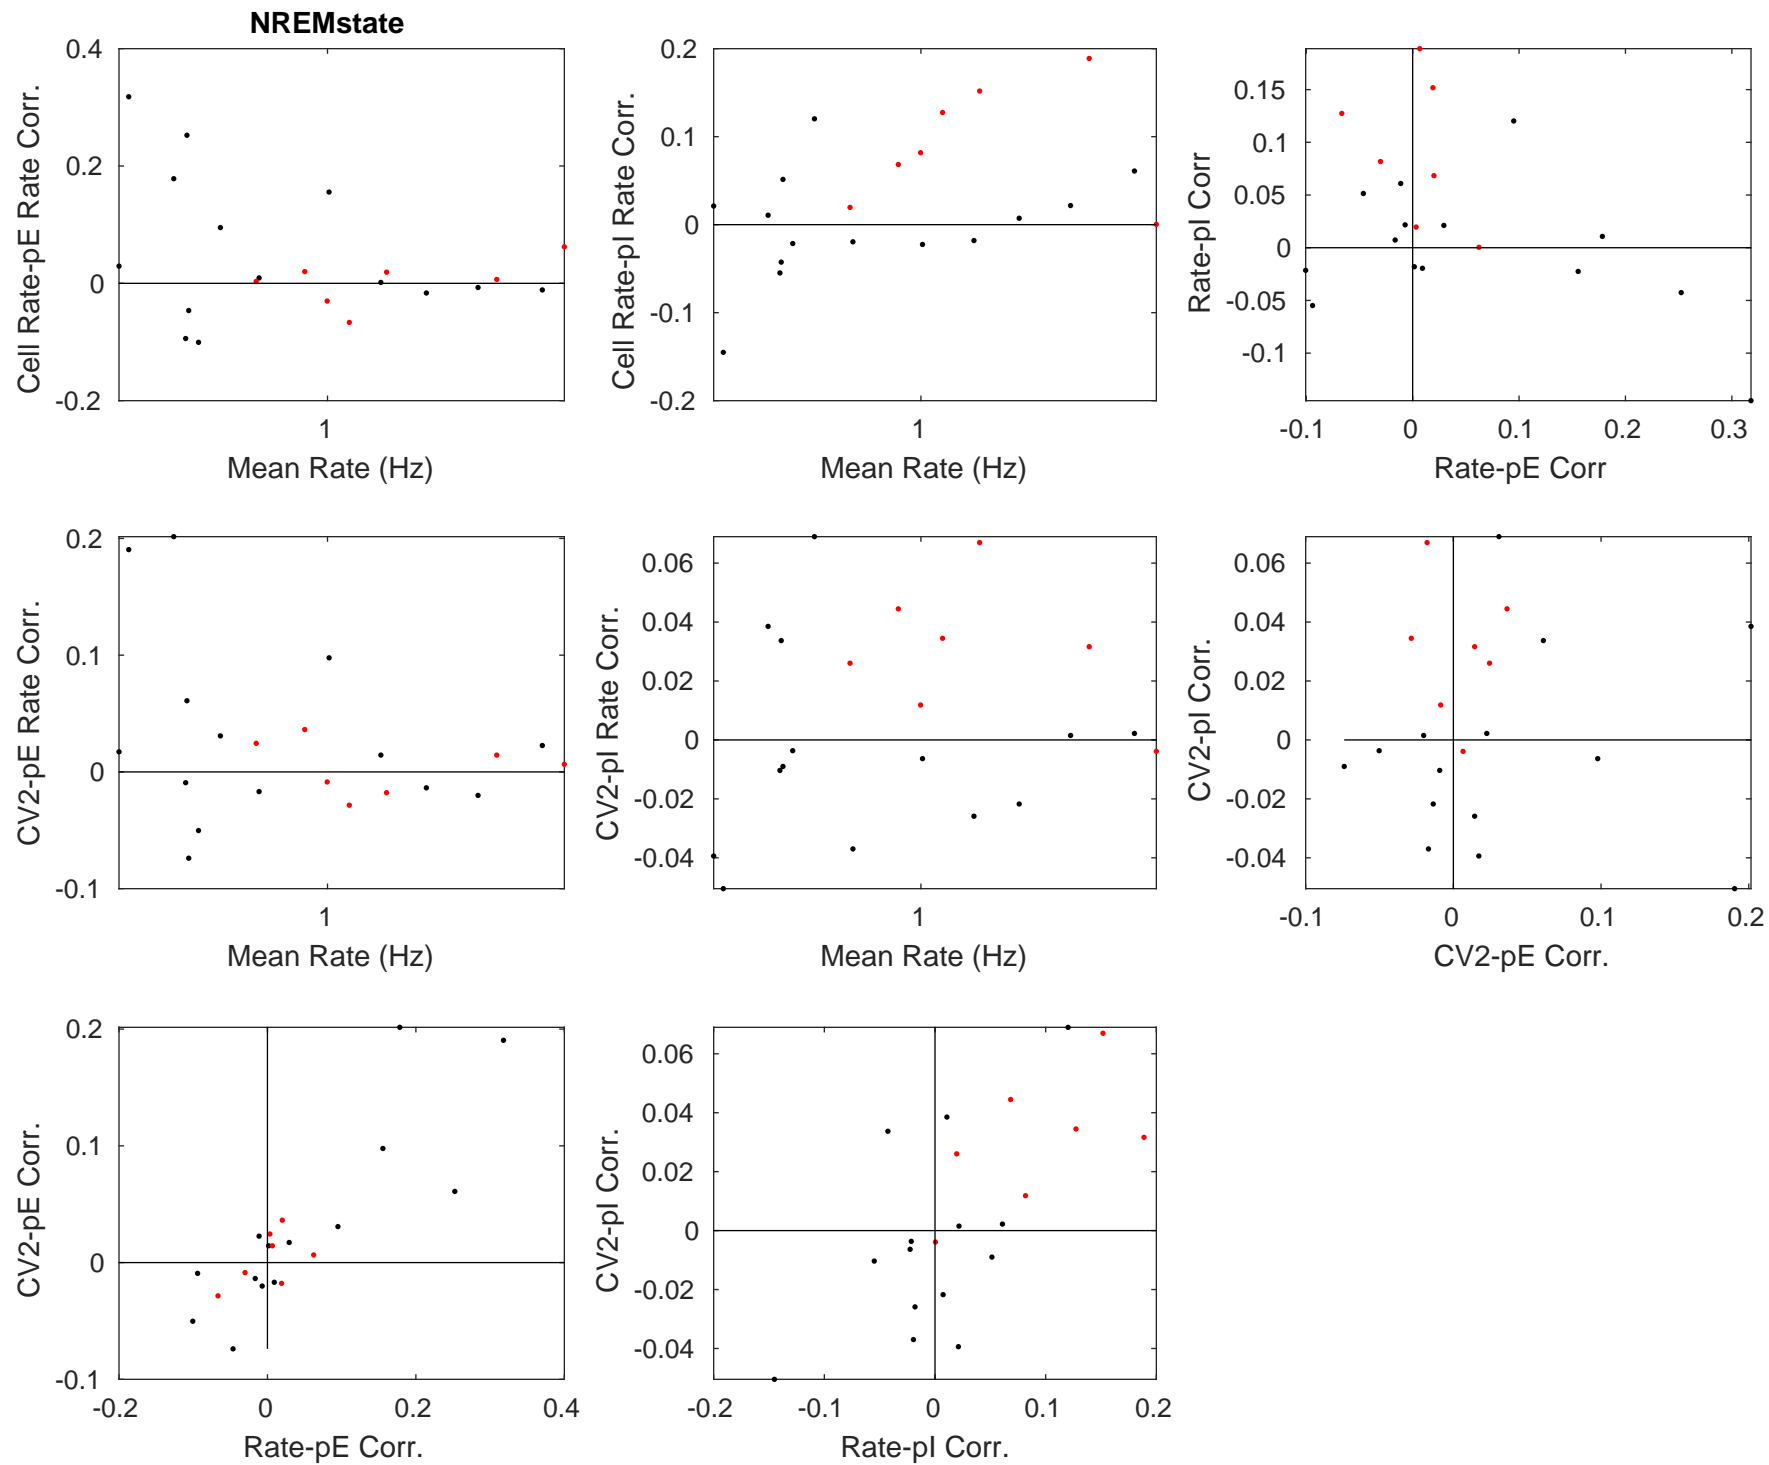 NREMstate
Cell Rate-pE Rate Corr.
0.4
0.2
0
-0.2
1
Mean Rate (Hz)
Cell Rate-pI Rate Corr.
0.2
0.1
0
-0.1
-0.2
1
Mean Rate (Hz)
Rate-pI Corr
0.15
0.1
0.05
0
-0.05
-0.1
-0.1 0 0.1 0.2 0.3
Rate-pE Corr
CV2-pE Rate Corr.
0.2
0.1
0
-0.1
1
Mean Rate (Hz)
CV2-pI Rate Corr.
0.06
0.04
0.02
0
-0.02
-0.04
1
Mean Rate (Hz)
CV2-pI Corr.
0.06
0.04
0.02
0
-0.02
-0.04
-0.1 0 0.1 0.2
CV2-pE Corr.
CV2-pE Corr.
0.2
0.1
0
-0.1
-0.2 0 0.2 0.4
Rate-pE Corr.
CV2-pI Corr.
0.06
0.04
0.02
0
-0.02
-0.04
-0.2 -0.1 0 0.1 0.2
Rate-pI Corr.